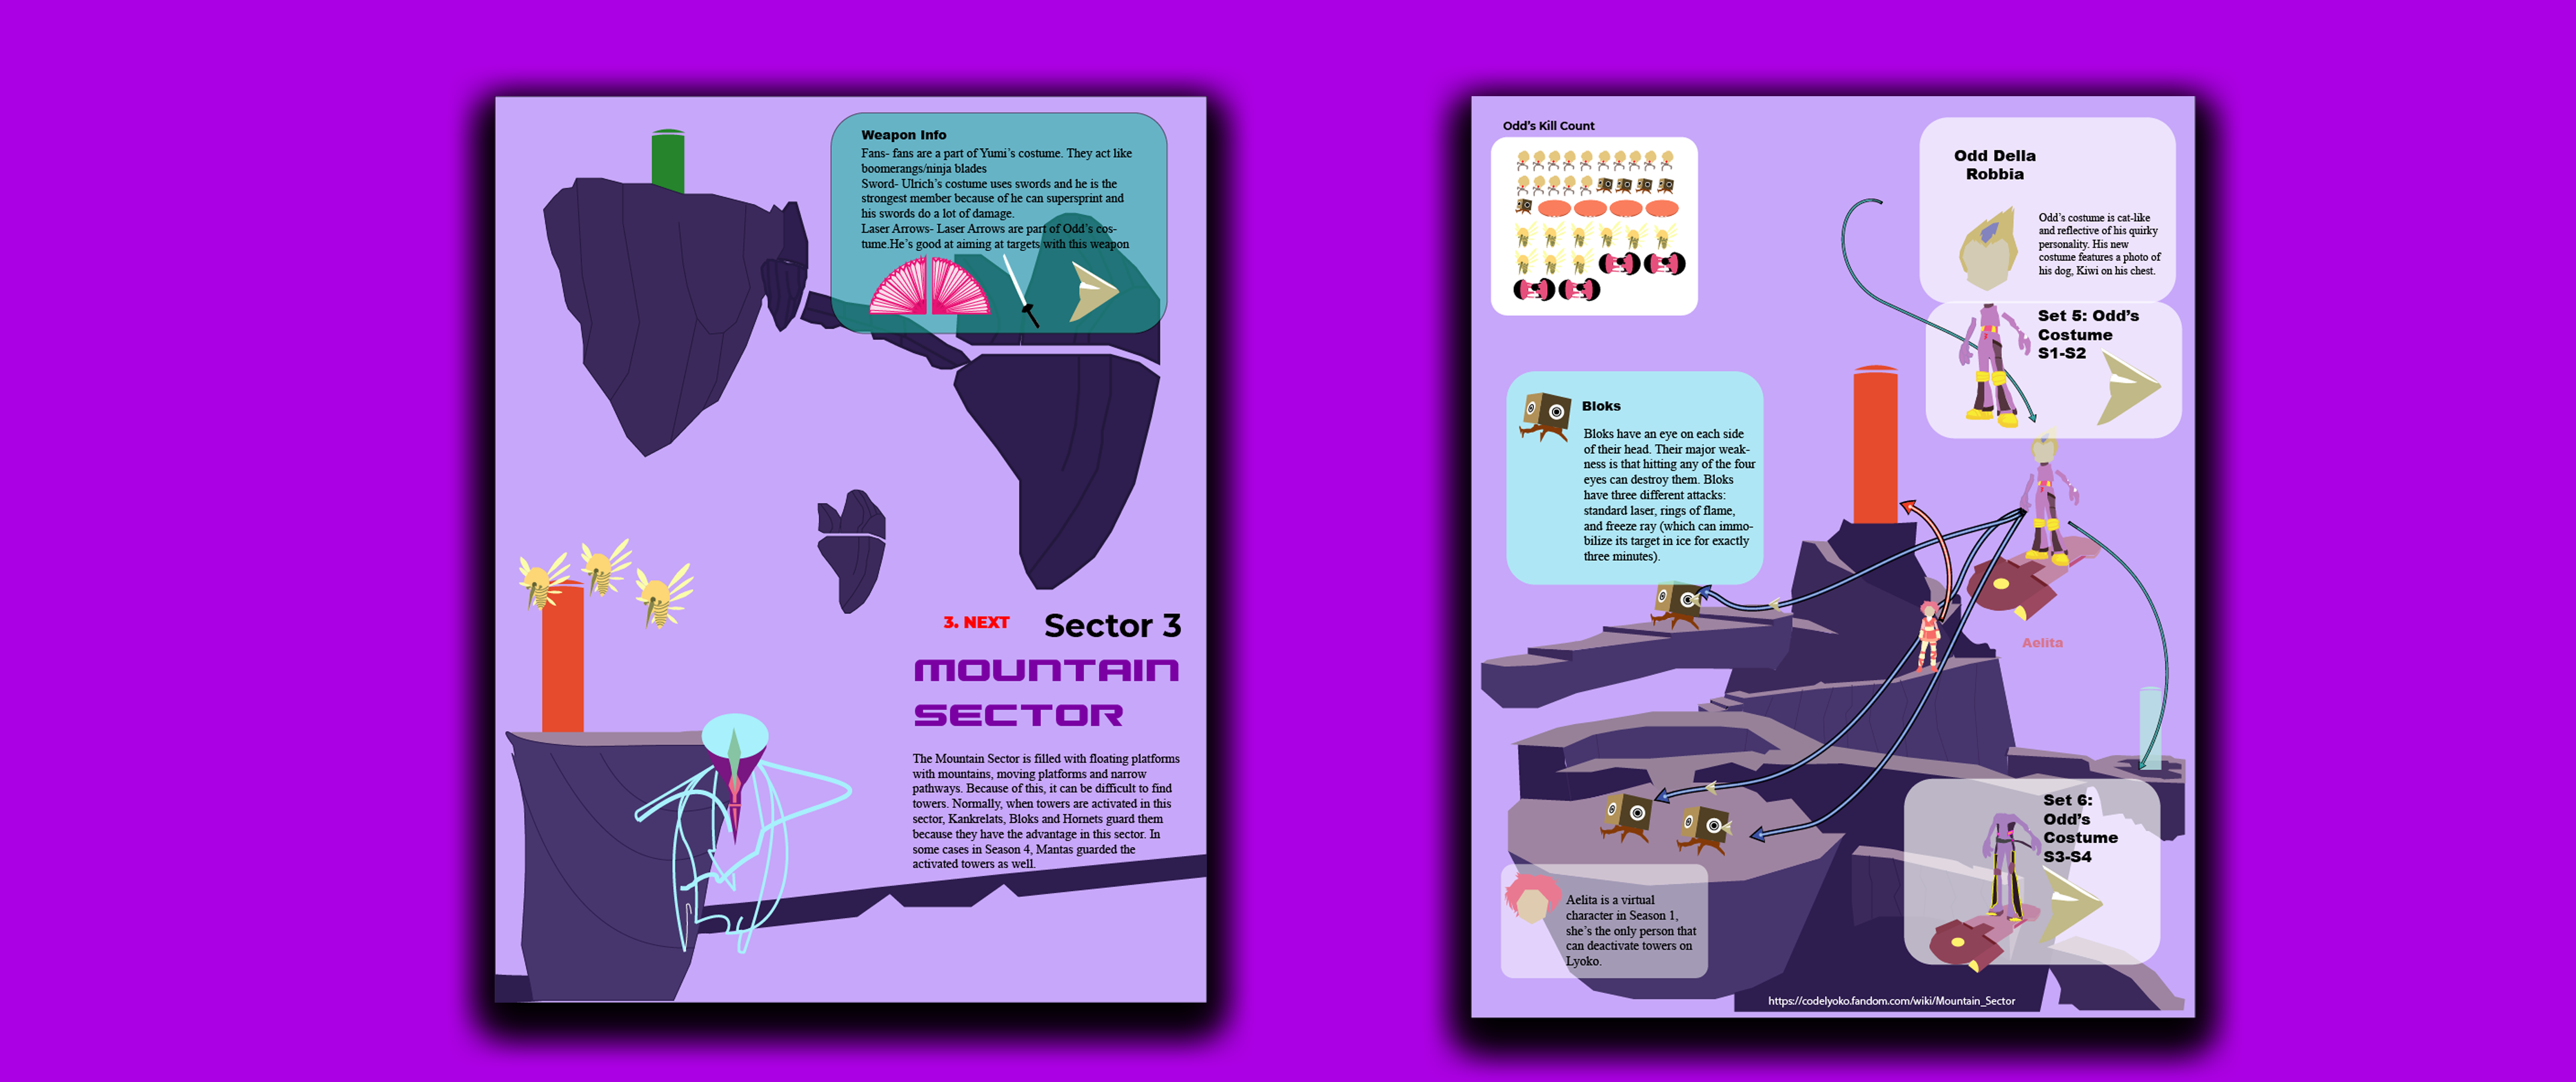 Weapon Info
Fans- fans are a part of Yumi's costume. They act like
boomerangs/ninja blades
Sword- Ulrich's costume uses swords and he is the
strongest member because of he can supersprint and
his swords do a lot of damage.
Laser Arrows- Laser Arrows are part of Odd's cos-
tume.He's good at aiming at targets with this weapon
3. NEXT
Sector 3
MOUNTAIN
SECTOR
The Mountain Sector is filled with floating platforms
with mountains, moving platforms and narrow
pathways. Because of this, it can be difficult to find
towers. Normally, when towers are activated in this
sector, Kankrelats, Bloks and Hornets guard them
because they have the advantage in this sector. In
some cases in Season 4, Mantas guarded the
activated towers as well.
Odd's Kill Count
Odd Della
Robbia
Odd's costume is cat-like
and reflective of his quirky
personality. His new
costume features a photo of
his dog, Kiwi on his chest.
Set 5: Odd's
Costume
S1-S2
Bloks
Bloks have an eye on each side
of their head. Their major weak-
ness is that hitting any of the four
eyes can destroy them. Bloks
have three different attacks:
standard laser, rings of flame,
and freeze ray (which can immo-
bilize its target in ice for exactly
three minutes).
Aelita
Set 6:
Odd's
Costume
S3-S4
Aelita is a virtual
character in Season 1,
she's the only person that
can deactivate towers on
Lyoko.
https://codelyoko.fandom.com/wiki/Mountain_Sector